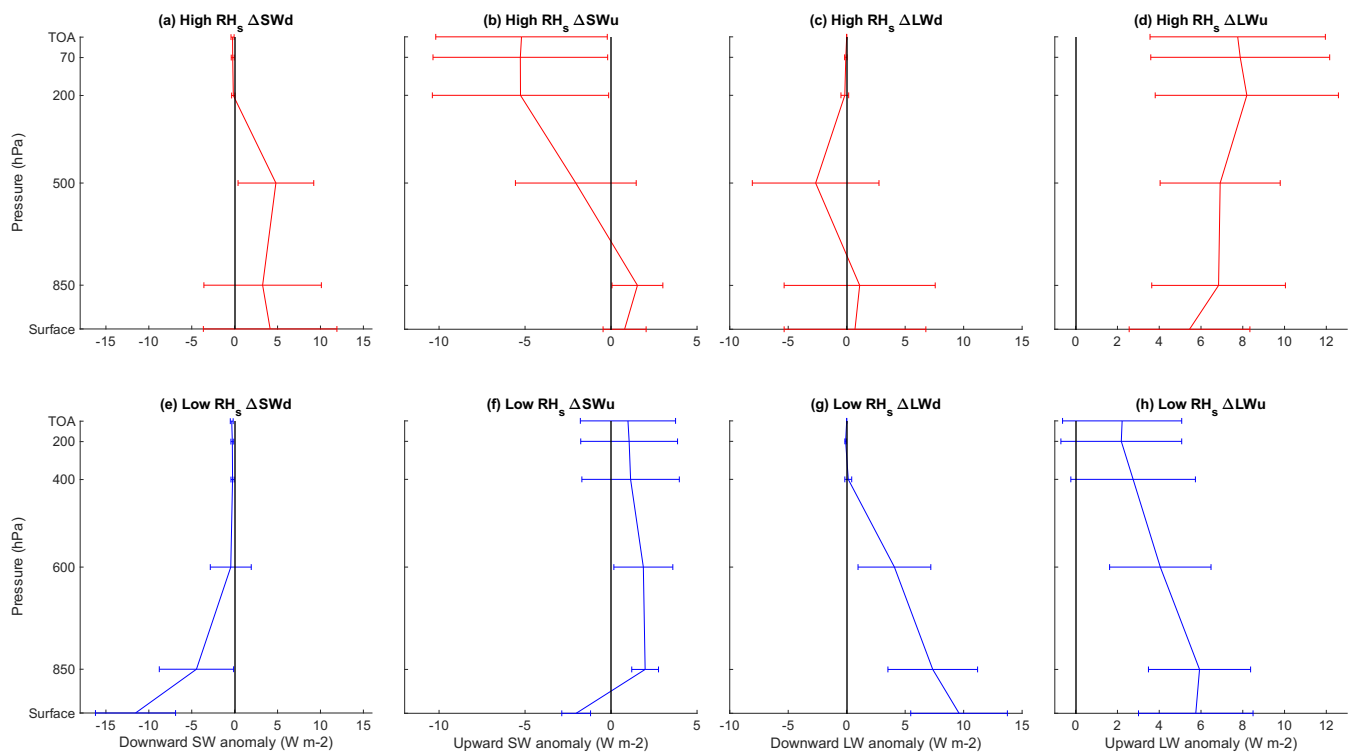 (a) High RHs ΔSWd
(b) High RHs ΔSWu
(c) High RHs ΔLWd
(d) High RHs ΔLWu
TOA
70
200
500
850
Surface
Pressure (hPa)
0 5 10 15
-10 -5 0 5
-10 -5 0 5 10 15
0 2 4 6 8 10 12
(e) Low RHs ΔSWd
(f) Low RHs ΔSWu
(g) Low RHs ΔLWd
(h) Low RHs ΔLWu
TOA
200
400
600
850
Surface
Pressure (hPa)
-15 -10 -5 0 5 10 15
-10 -5 0 5
-10 -5 0 5 10 15
0 2 4 6 8 10 12
Downward SW anomaly (W m-2)
Upward SW anomaly (W m-2)
Downward LW anomaly (W m-2)
Upward LW anomaly (W m-2)